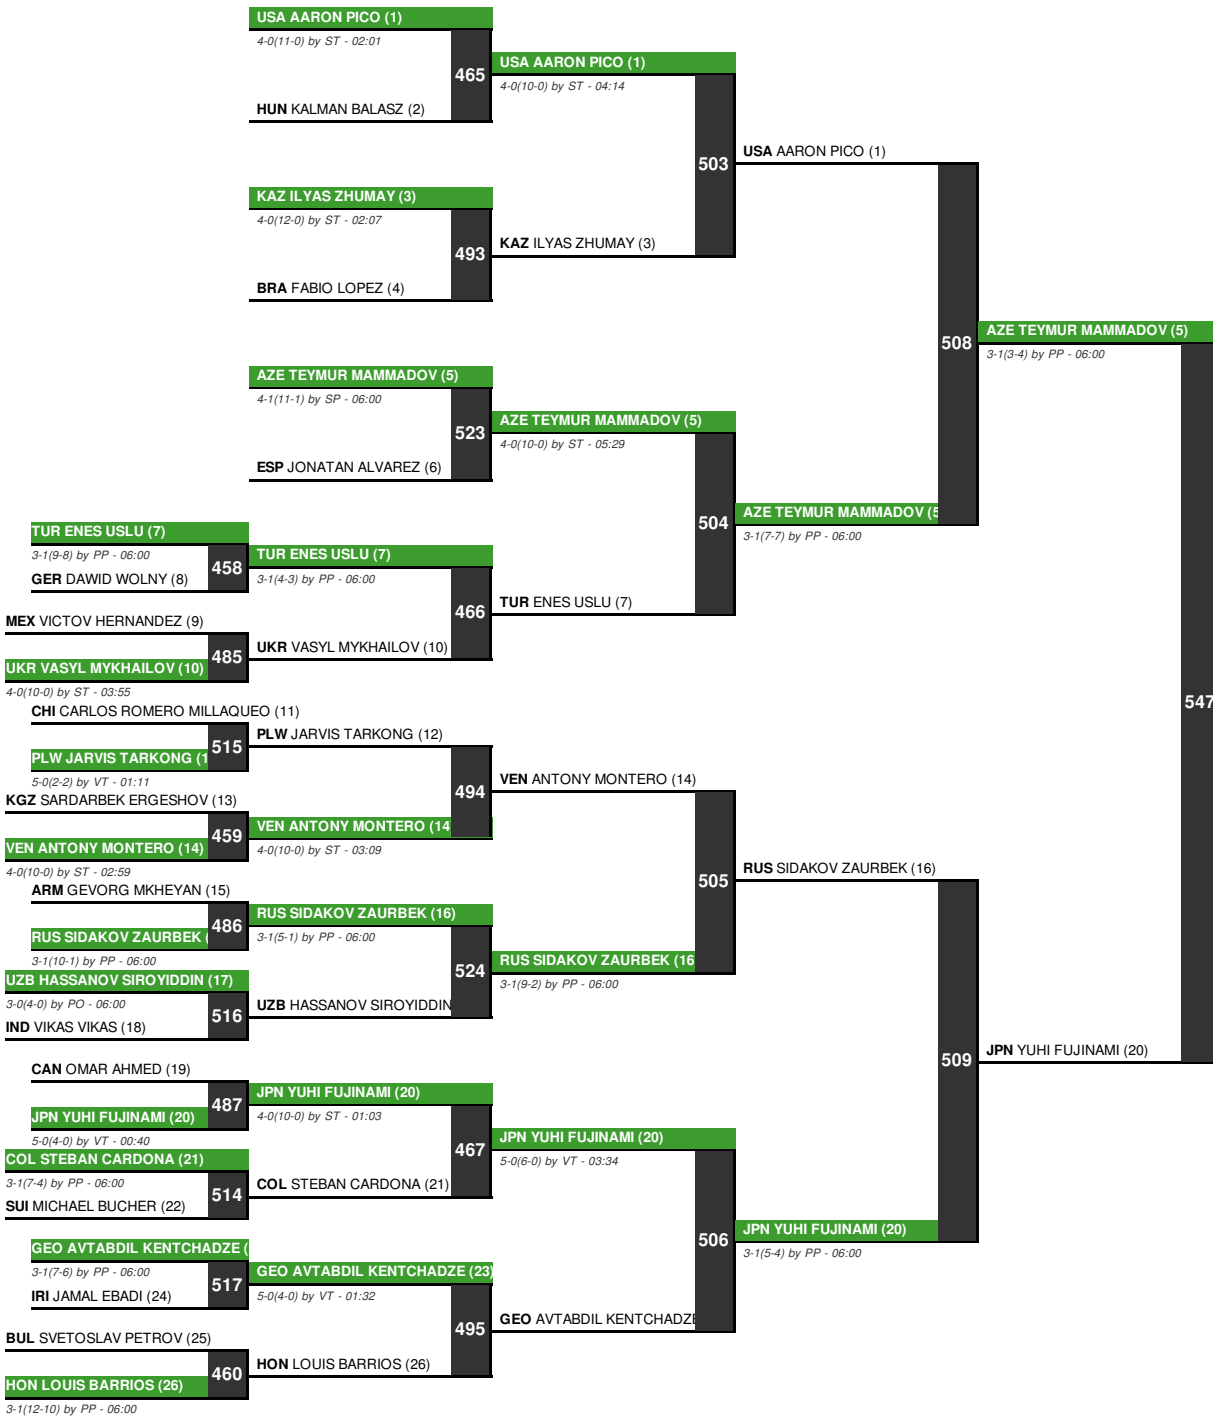 USA AARON PICO (1)
4-0(11-0) by ST - 02:01
465
HUN KALMAN BALASZ (2)
USA AARON PICO (1)
4-0(10-0) by ST - 04:14
503
USA AARON PICO (1)
KAZ ILYAS ZHUMAY (3)
4-0(12-0) by ST - 02:07
493
KAZ ILYAS ZHUMAY (3)
BRA FABIO LOPEZ (4)
508
AZE TEYMUR MAMMADOV (5)
3-1(3-4) by PP - 06:00
AZE TEYMUR MAMMADOV (5)
4-1(11-1) by SP - 06:00
523
AZE TEYMUR MAMMADOV (5)
4-0(10-0) by ST - 05:29
ESP JONATAN ALVAREZ (6)
504
AZE TEYMUR MAMMADOV (5
3-1(7-7) by PP - 06:00
TUR ENES USLU (7)
3-1(9-8) by PP - 06:00
458
GER DAWID WOLNY (8)
TUR ENES USLU (7)
3-1(4-3) by PP - 06:00
466
TUR ENES USLU (7)
MEX VICTOV HERNANDEZ (9)
485
UKR VASYL MYKHAILOV (10)
UKR VASYL MYKHAILOV (10)
4-0(10-0) by ST - 03:55
547
CHI CARLOS ROMERO MILLAQUEO (11)
515
PLW JARVIS TARKONG (12)
PLW JARVIS TARKONG (1
5-0(2-2) by VT - 01:11
494
VEN ANTONY MONTERO (14)
KGZ SARDARBEK ERGESHOV (13)
459
VEN ANTONY MONTERO (14
4-0(10-0) by ST - 03:09
VEN ANTONY MONTERO (14)
4-0(10-0) by ST - 02:59
505
RUS SIDAKOV ZAURBEK (16)
ARM GEVORG MKHEYAN (15)
486
RUS SIDAKOV ZAURBEK (16)
3-1(5-1) by PP - 06:00
RUS SIDAKOV ZAURBEK (
3-1(10-1) by PP - 06:00
524
RUS SIDAKOV ZAURBEK (16
3-1(9-2) by PP - 06:00
UZB HASSANOV SIROYIDDIN (17)
3-0(4-0) by PO - 06:00
516
UZB HASSANOV SIROYIDDIN
IND VIKAS VIKAS (18)
509
JPN YUHI FUJINAMI (20)
CAN OMAR AHMED (19)
487
JPN YUHI FUJINAMI (20)
4-0(10-0) by ST - 01:03
JPN YUHI FUJINAMI (20)
5-0(4-0) by VT - 00:40
467
JPN YUHI FUJINAMI (20)
5-0(6-0) by VT - 03:34
COL STEBAN CARDONA (21)
3-1(7-4) by PP - 06:00
514
COL STEBAN CARDONA (21)
SUI MICHAEL BUCHER (22)
506
JPN YUHI FUJINAMI (20)
3-1(5-4) by PP - 06:00
GEO AVTABDIL KENTCHADZE (
3-1(7-6) by PP - 06:00
517
GEO AVTABDIL KENTCHADZE (23)
5-0(4-0) by VT - 01:32
IRI JAMAL EBADI (24)
495
GEO AVTABDIL KENTCHADZE
BUL SVETOSLAV PETROV (25)
460
HON LOUIS BARRIOS (26)
HON LOUIS BARRIOS (26)
3-1(12-10) by PP - 06:00